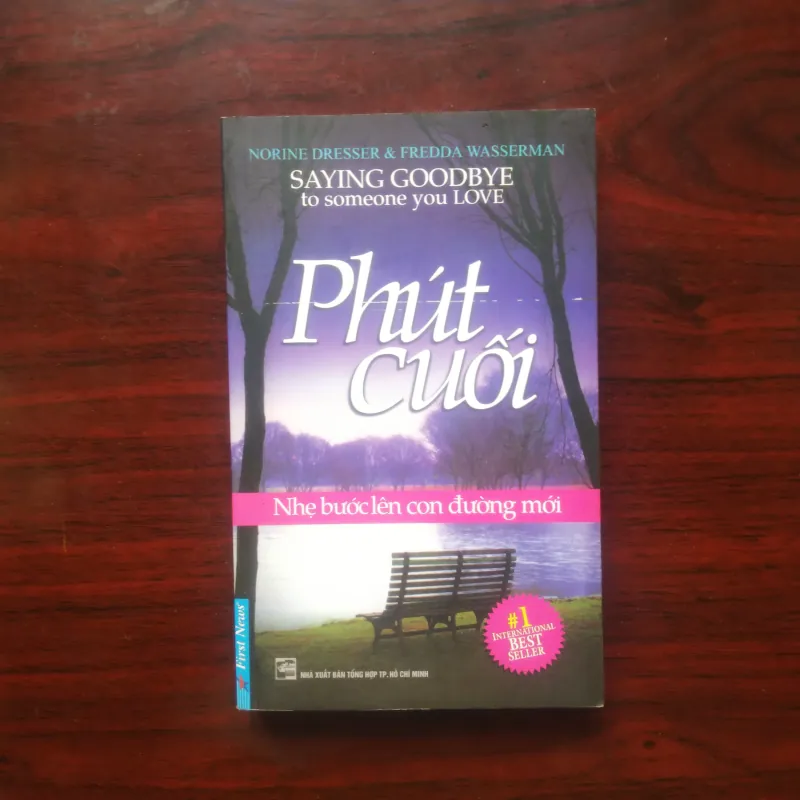 NORINE DRESSER & FREDDA WASSERMAN
SAYING GOODBYE
to someone you LOVE
Phút
cuối
Nhẹ bước lên con đường mới
#1
INTERNATIONAL
BEST
SELLER
First News
NHÀ XUẤT BẢN TỔNG HỢP TP. HỒ CHÍ MINH